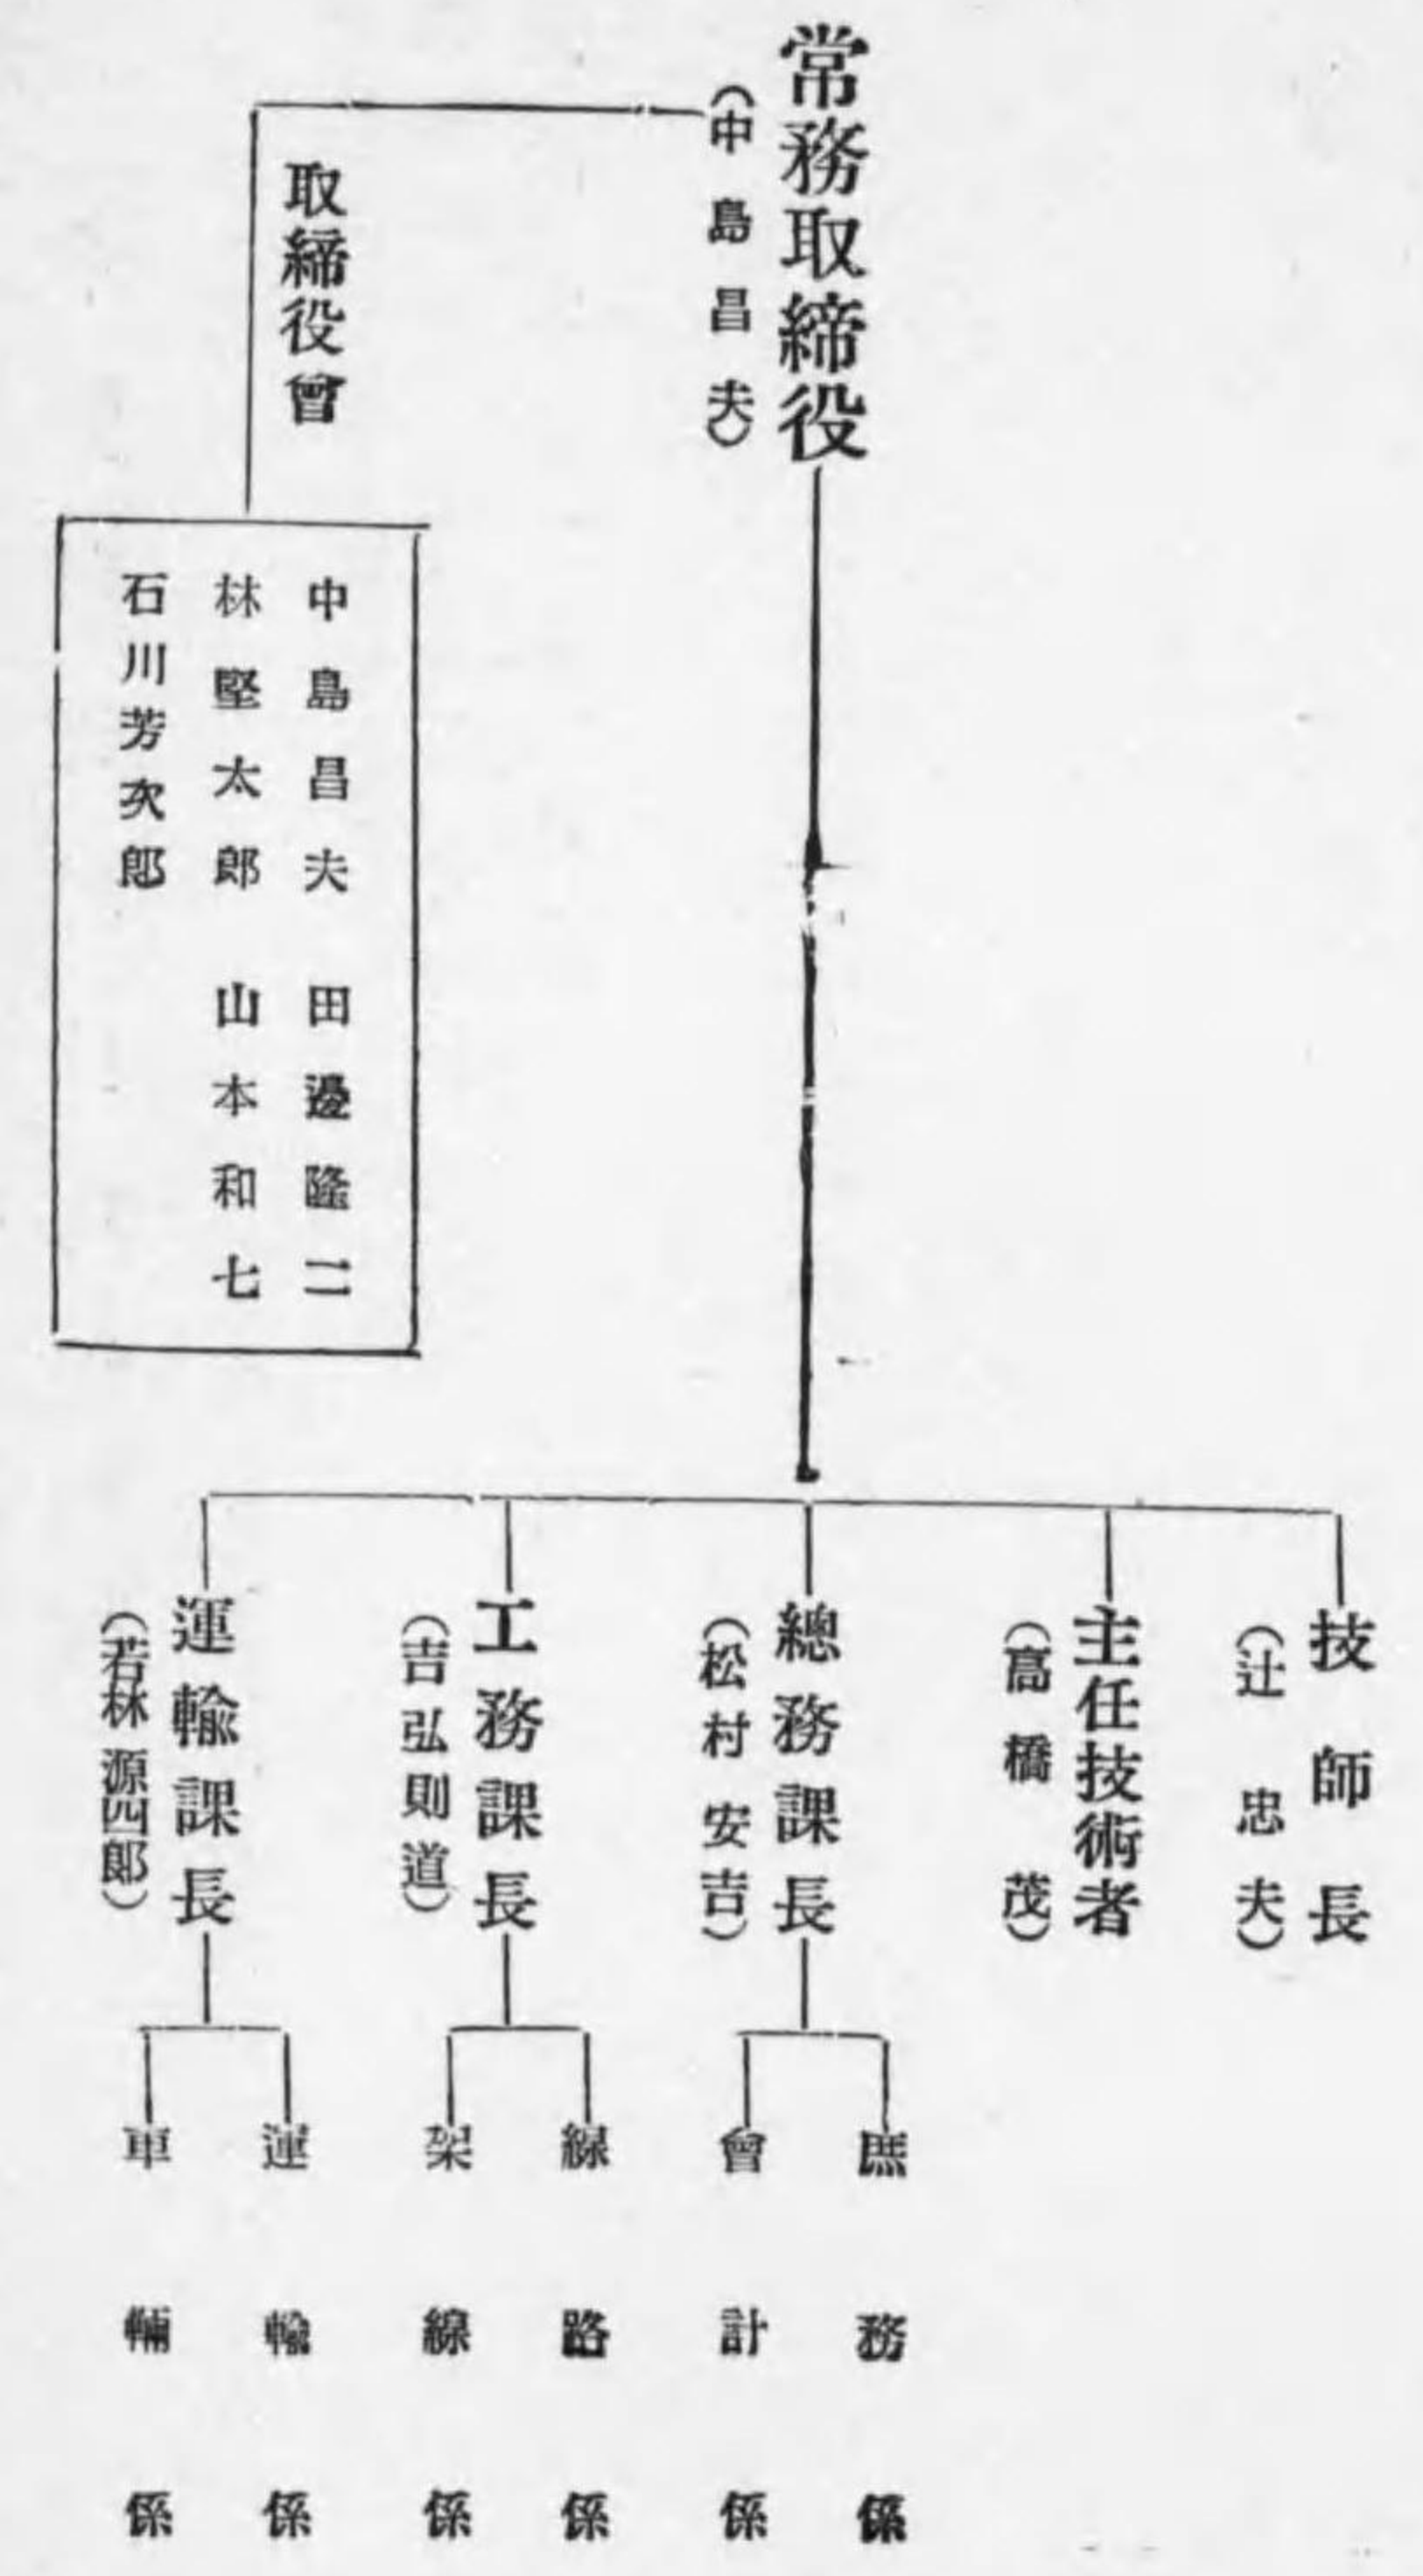 常務取締役
(中島昌夫)
取締役會
中島昌夫 田邊隆二
林堅太郎 山本和七
石川芳次郎
技師長
(辻忠夫)
主任技術者
(高橋茂)
總務課長
(松村安吉)
庶務係
會計係
工務課長
(吉弘則道)
線路係
架線係
運輸課長
(若林源四郎)
運輸係
車輛係